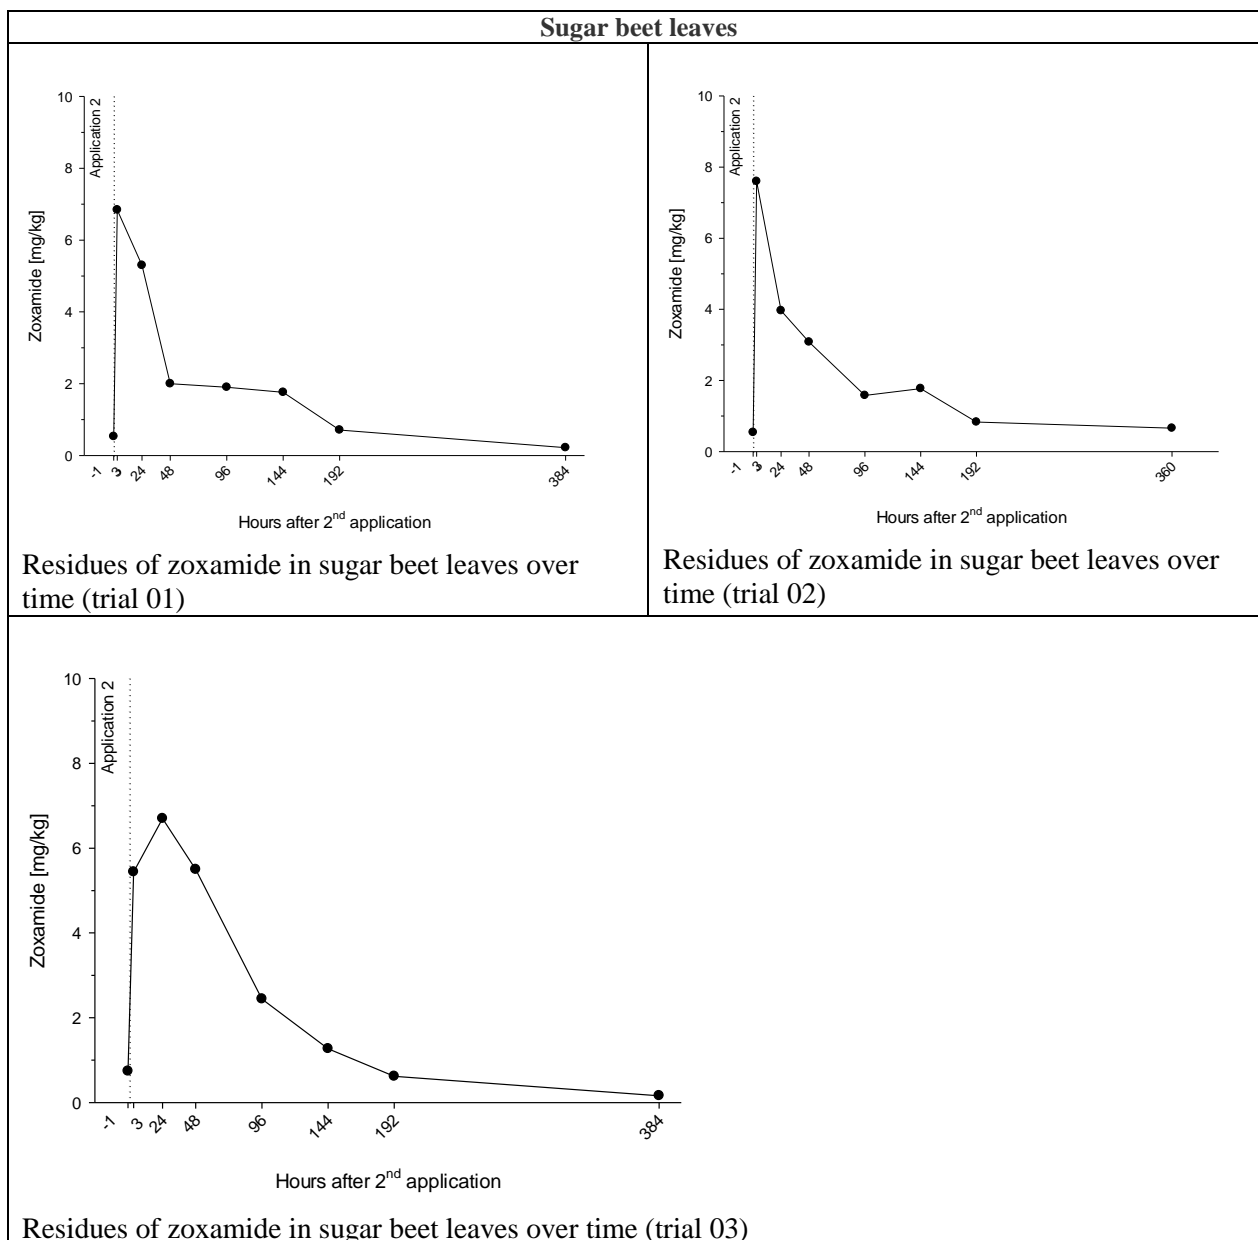 Sugar beet leaves
10
8
6
4
2
0
Zoxamide [mg/kg]
Application 2
-1 3 24 48 96 144 192 384
Hours after 2nd application
Residues of zoxamide in sugar beet leaves over
time (trial 01)
10
8
6
4
2
0
Zoxamide [mg/kg]
Application 2
-1 3 24 48 96 144 192 360
Hours after 2nd application
Residues of zoxamide in sugar beet leaves over
time (trial 02)
10
8
6
4
2
0
Zoxamide [mg/kg]
Application 2
-1 3 24 48 96 144 192 384
Hours after 2nd application
Residues of zoxamide in sugar beet leaves over time (trial 03)